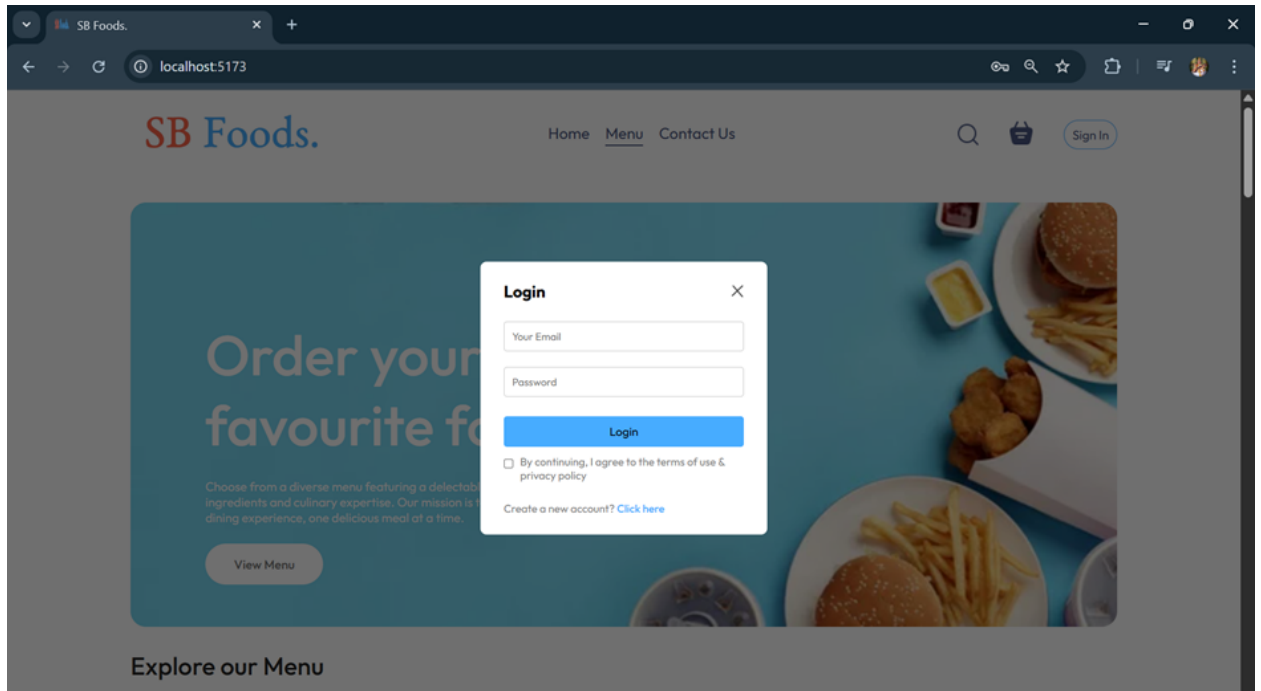 SB Foods.
localhost:5173
SB Foods.
Home Menu Contact Us
Sign In
Order your
favourite fo
Choose from a diverse menu featuring a delectabl
ingredients and culinary expertise. Our mission is t
dining experience, one delicious meal at a time.
View Menu
Login
Your Email
Password
Login
By continuing, I agree to the terms of use &
privacy policy
Create a new account? Click here
Explore our Menu